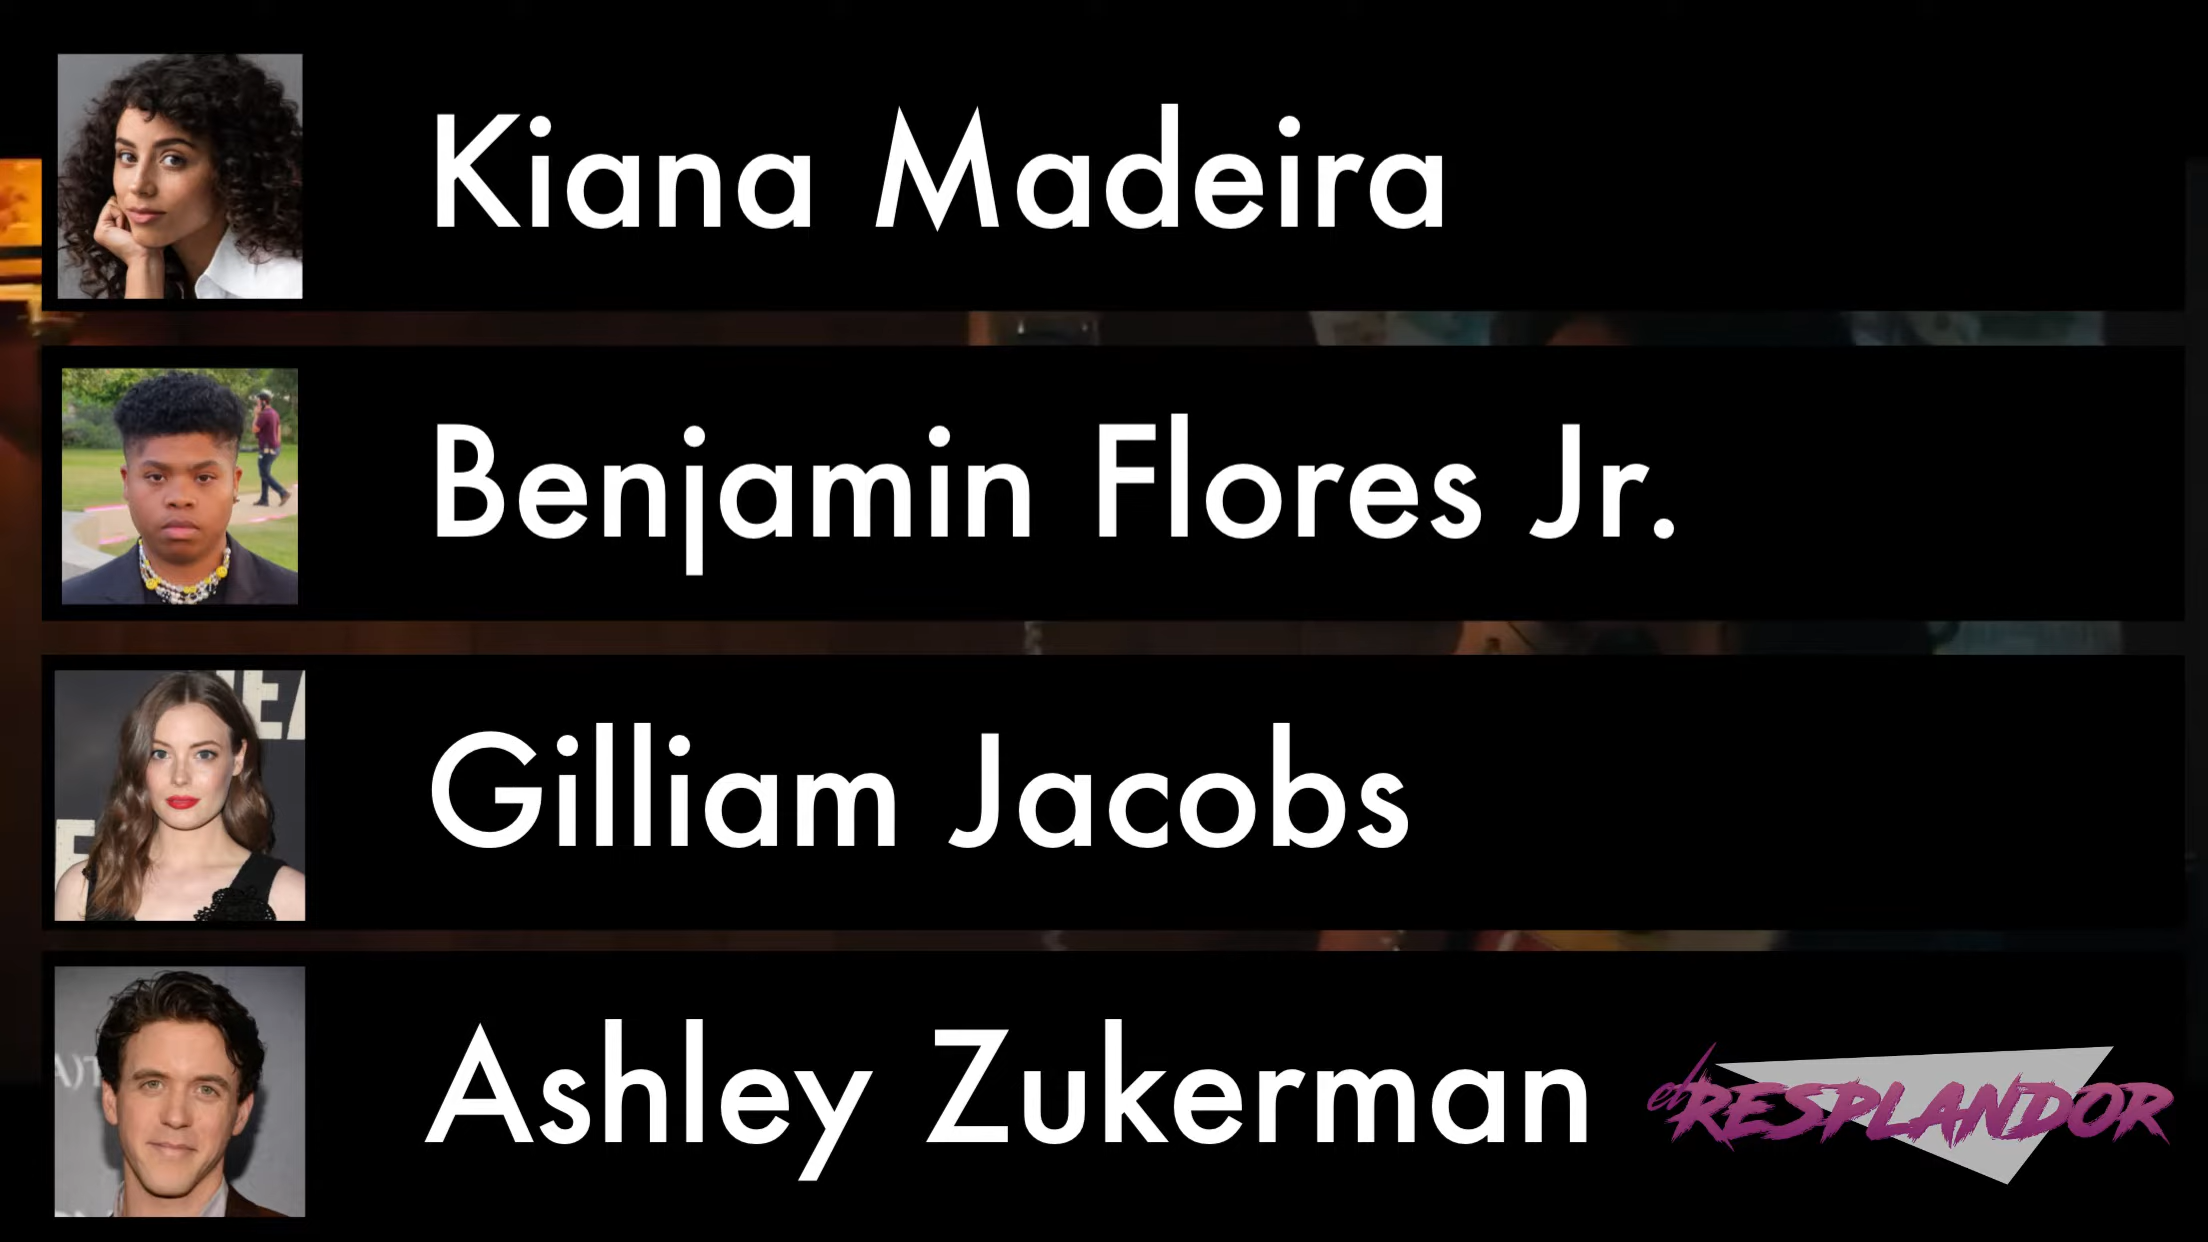 Kiana Madeira
Benjamin Flores Jr.
Gilliam Jacobs
Ashley Zukerman
el RESPLANDOR